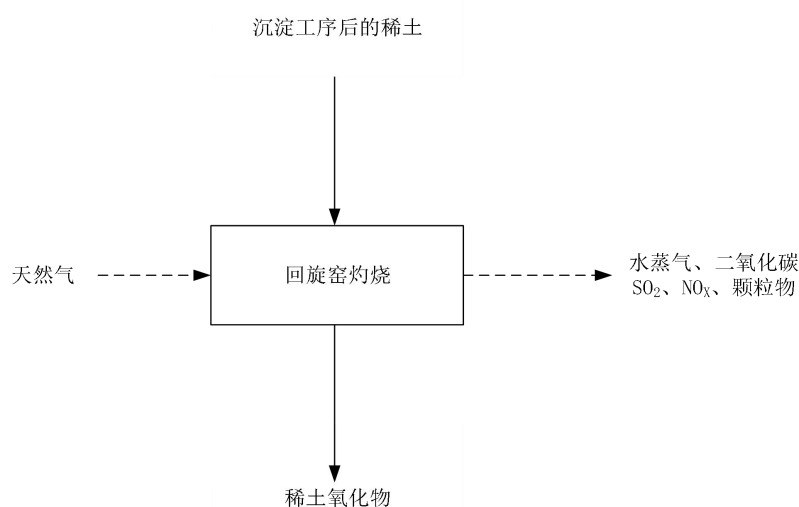 沉淀工序后的稀土
天然气
回旋窑灼烧
水蒸气、二氧化碳
SO₂、NOₓ、颗粒物
稀土氧化物